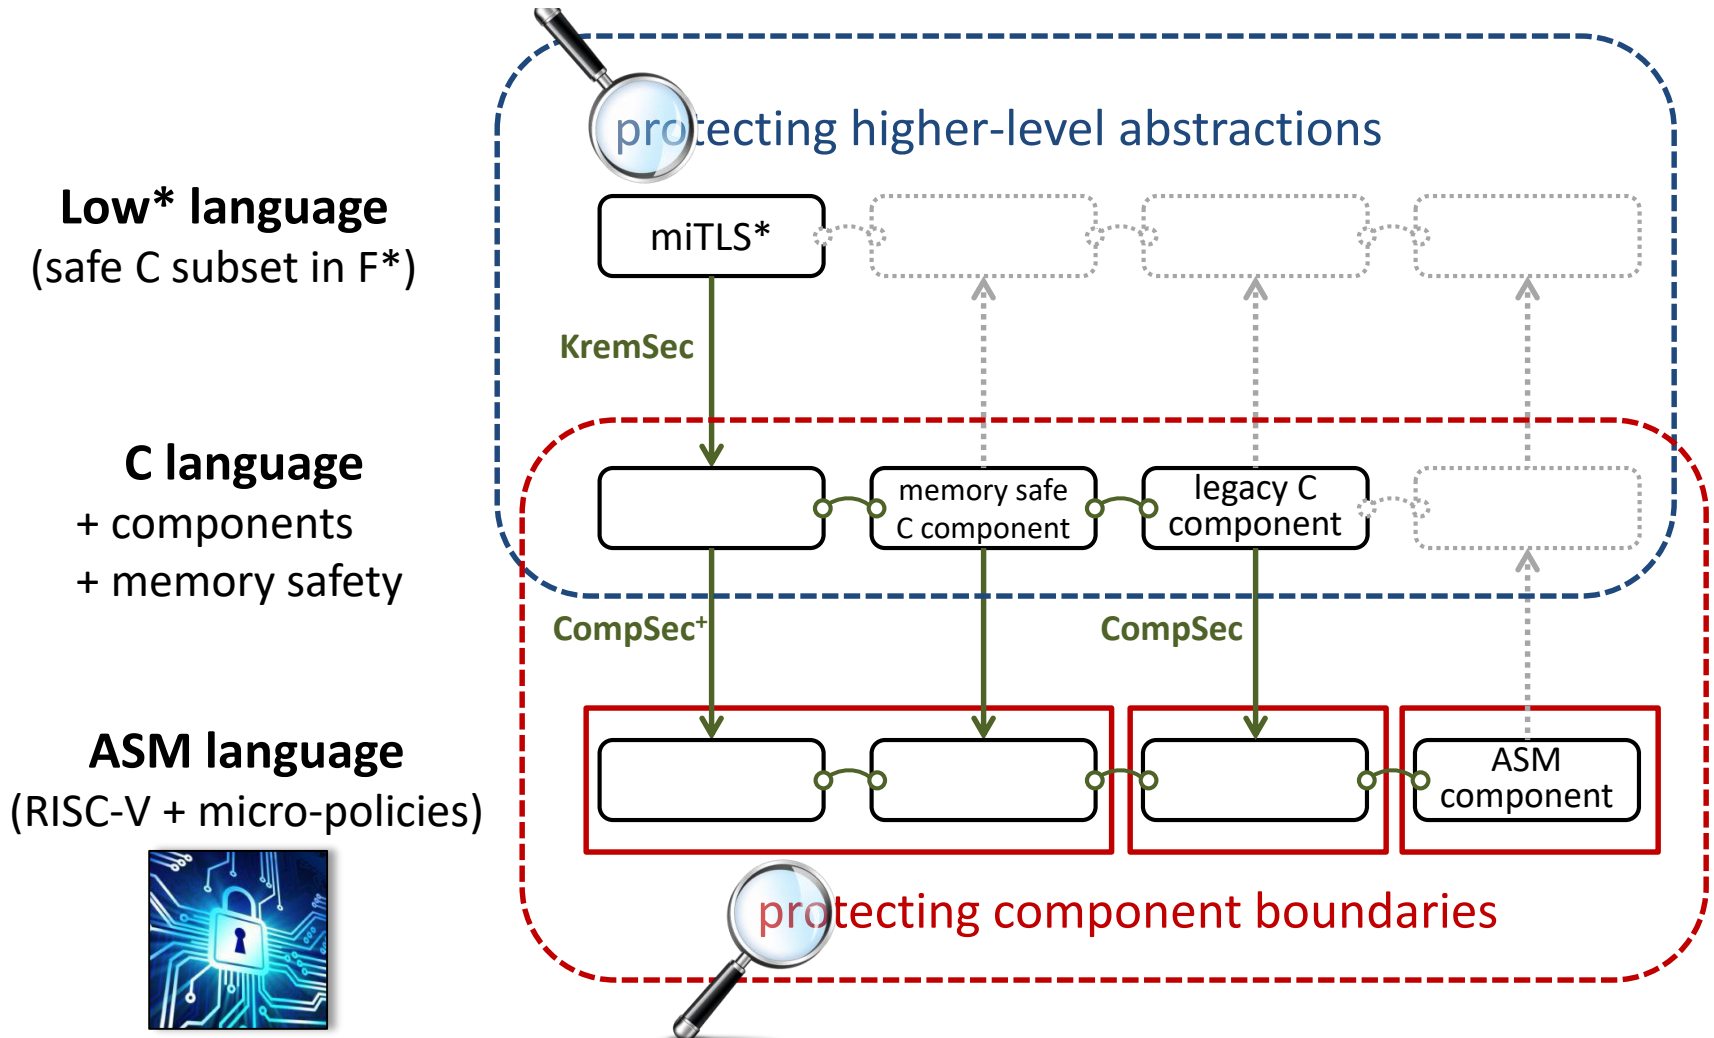 protecting higher-level abstractions
Low* language
(safe C subset in F*)
miTLS*
KremSec
C language
+ components
+ memory safety
memory safe
C component
legacy C
component
CompSec⁺
CompSec
ASM language
(RISC-V + micro-policies)
ASM
component
protecting component boundaries